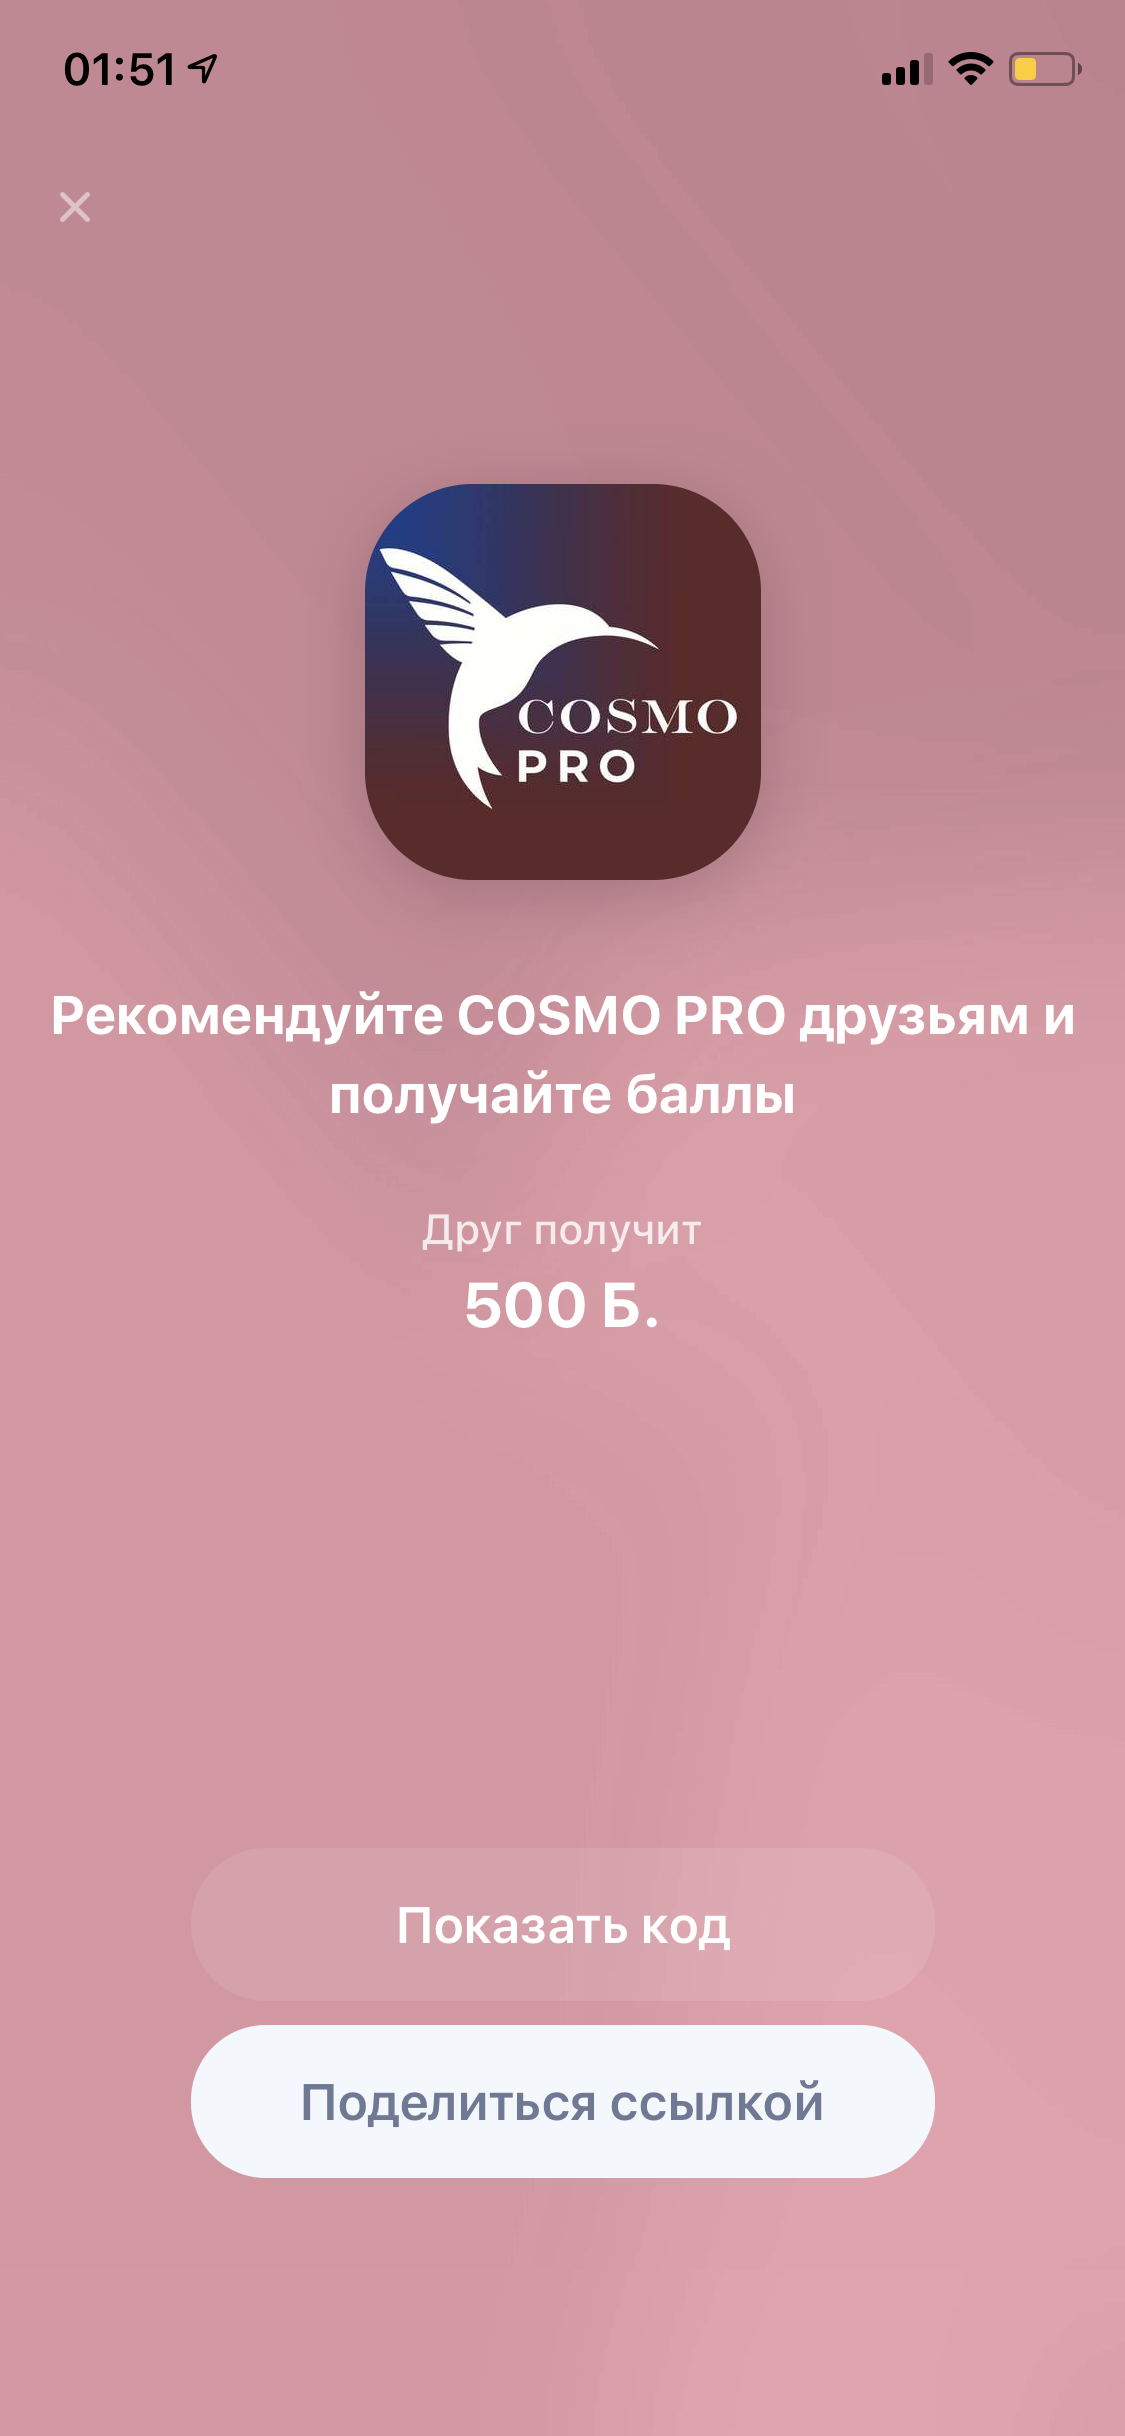 01:51
COSMO
PRO
Рекомендуйте COSMO PRO друзьям и
получайте баллы
Друг получит
500 Б.
Показать код
Поделиться ссылкой